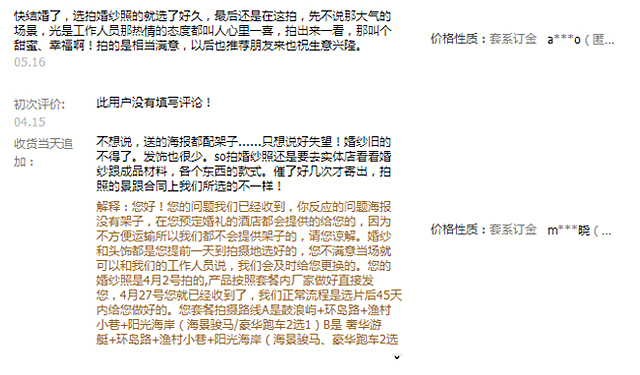 快结婚了，选拍婚纱照的就选了好久，最后还是在这拍，先不说那大气的
场景，光是工作人员那热情的态度都叫人心里一喜，拍出来一看，那叫个
甜蜜、幸福啊！拍的是相当满意，以后也推荐朋友来也祝生意兴隆。
05.16
价格性质：套系订金 a***o（匿...
初次评价: 此用户没有填写评论！
04.15
收货当天追
加：
不想说，送的海报都配架子......只想说好失望！婚纱旧的
不得了。发饰也很少。so拍婚纱照还是要去实体店看看婚
纱跟成品材料，各个东西的款式。催了好几次才寄出，拍
照的景跟合同上我们所选的不一样！
解释：您好！您的问题我们已经收到，你反应的问题海报
没有架子，在您预定婚礼的酒店都会提供的给您的，因为
不方便运输所以我们都不会提供架子的，请您谅解。婚纱
和头饰都是您提前一天到拍摄地选好的，您不满意当场就
可以和我们的工作人员说，我们会及时给您更换的。您的
婚纱照是4月2号拍的,产品按照套餐内厂家做好直接发
您，4月27号您就已经收到了，我们正常流程是选片后45天
内给您做好的。您套餐拍摄路线A是鼓浪屿+环岛路+渔村
小巷+阳光海岸（海景骏马/豪华跑车2选1）B是 奢华游
艇+环岛路+渔村小巷+阳光海岸（海景骏马、豪华跑车2选
价格性质：套系订金 m***晓（...